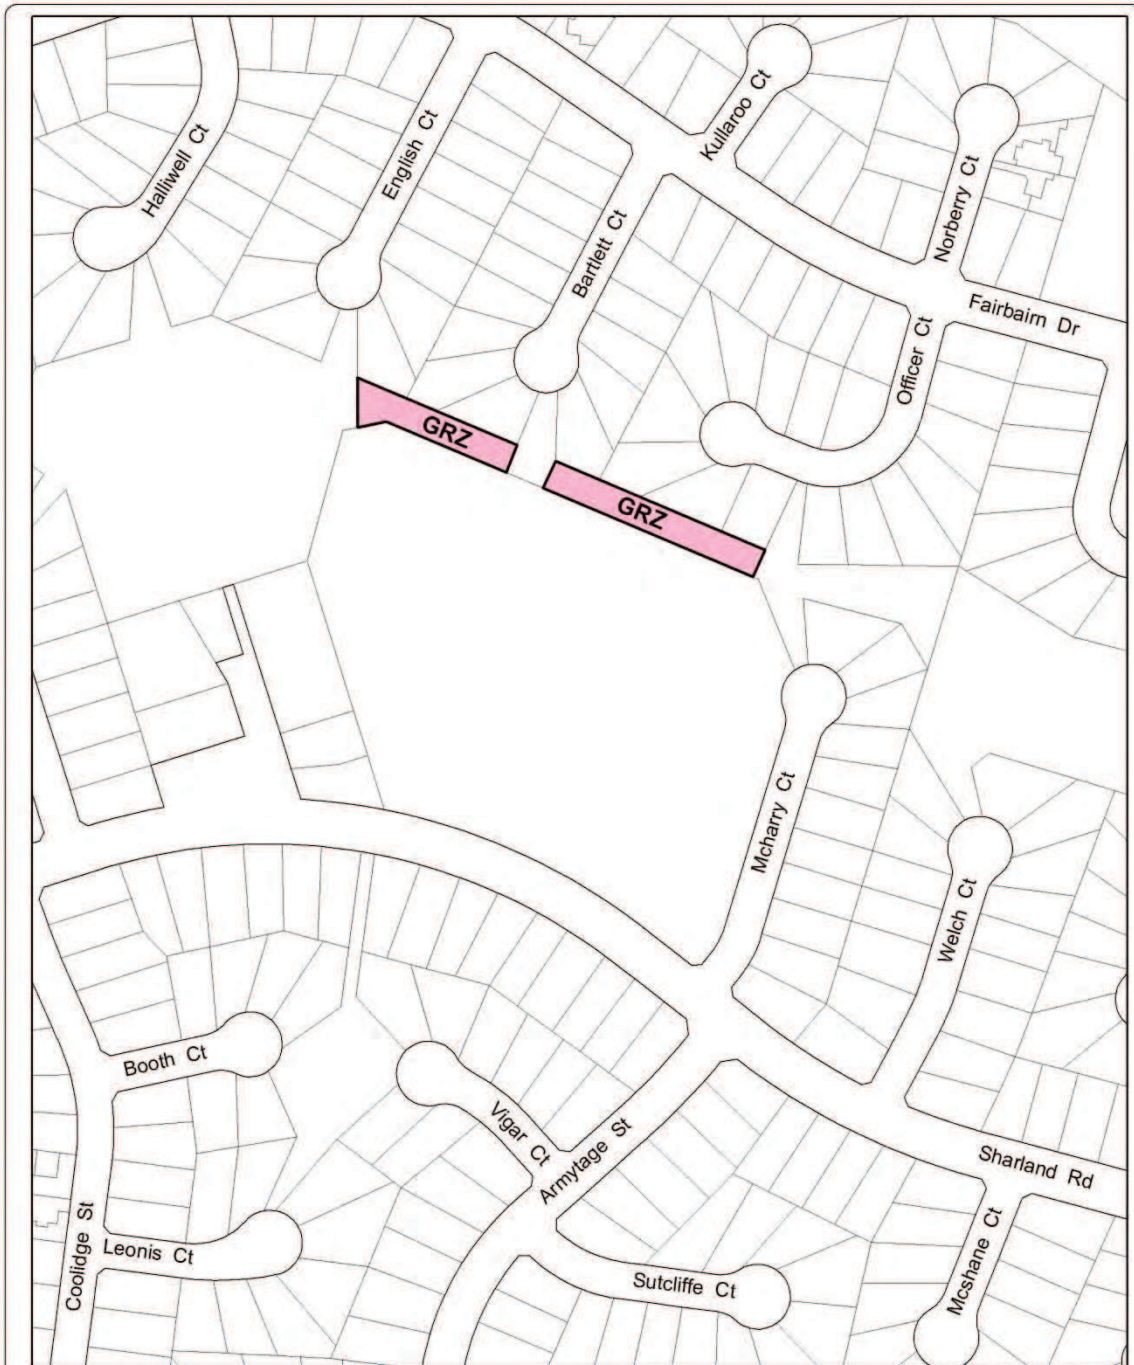 Kullaroo Ct
Halliwell Ct
English Ct
Norberry Ct
Bartlett Ct
Fairbairn Dr
Officer Ct
GRZ
GRZ
Mcharry Ct
Welch Ct
Booth Ct
Vigar Ct
Armytage St
Sharland Rd
Coolidge St
Leonis Ct
Mcshane Ct
Sutcliffe Ct